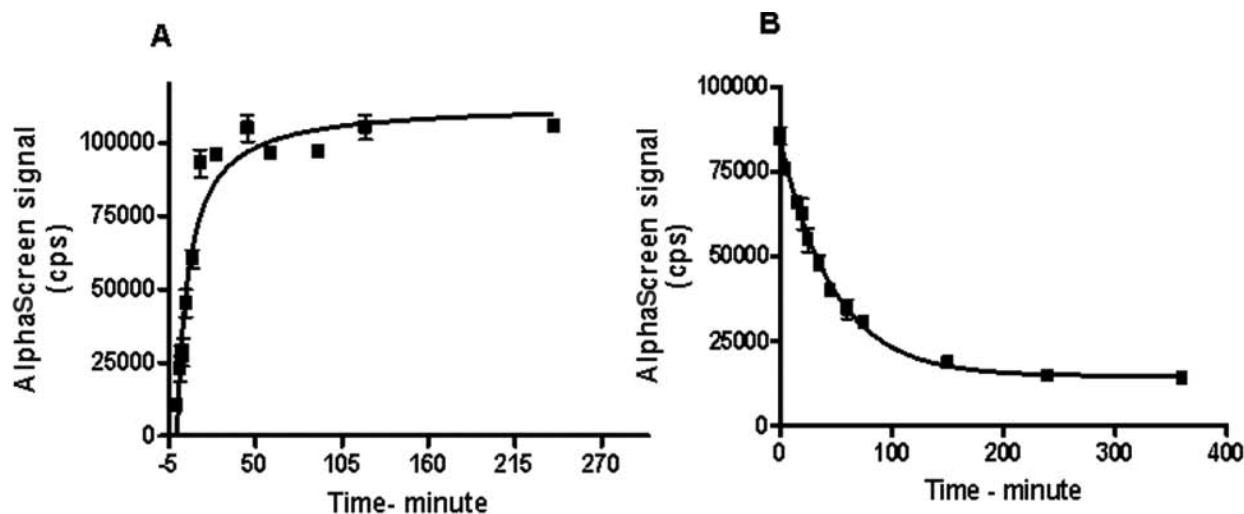 A
AlphaScreen signal
(cps)
100000
75000
50000
25000
0
-5
50
105
160
215
270
Time- minute
B
AlphaScreen signal
(cps)
100000
75000
50000
25000
0
0
100
200
300
400
Time - minute